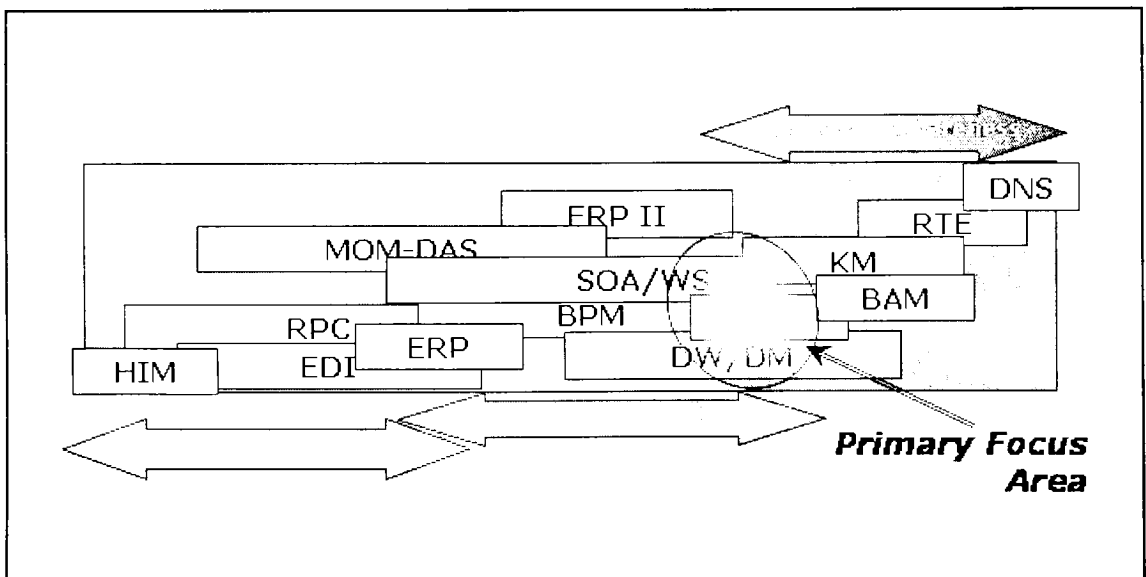 DNS
ERP II
RTE
MOM-DAS
KM
SOA/WS
BAM
RPC
BPM
ERP
DW, DM
HIM
EDI
Primary Focus
Area